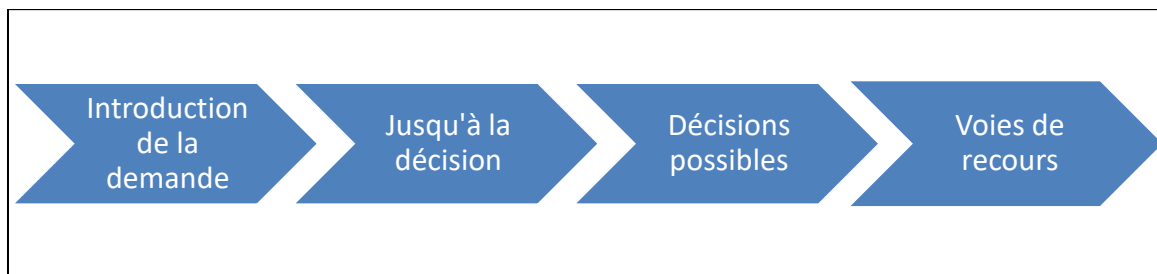 Introduction
de la
demande
Jusqu'à la
décision
Décisions
possibles
Voies de
recours